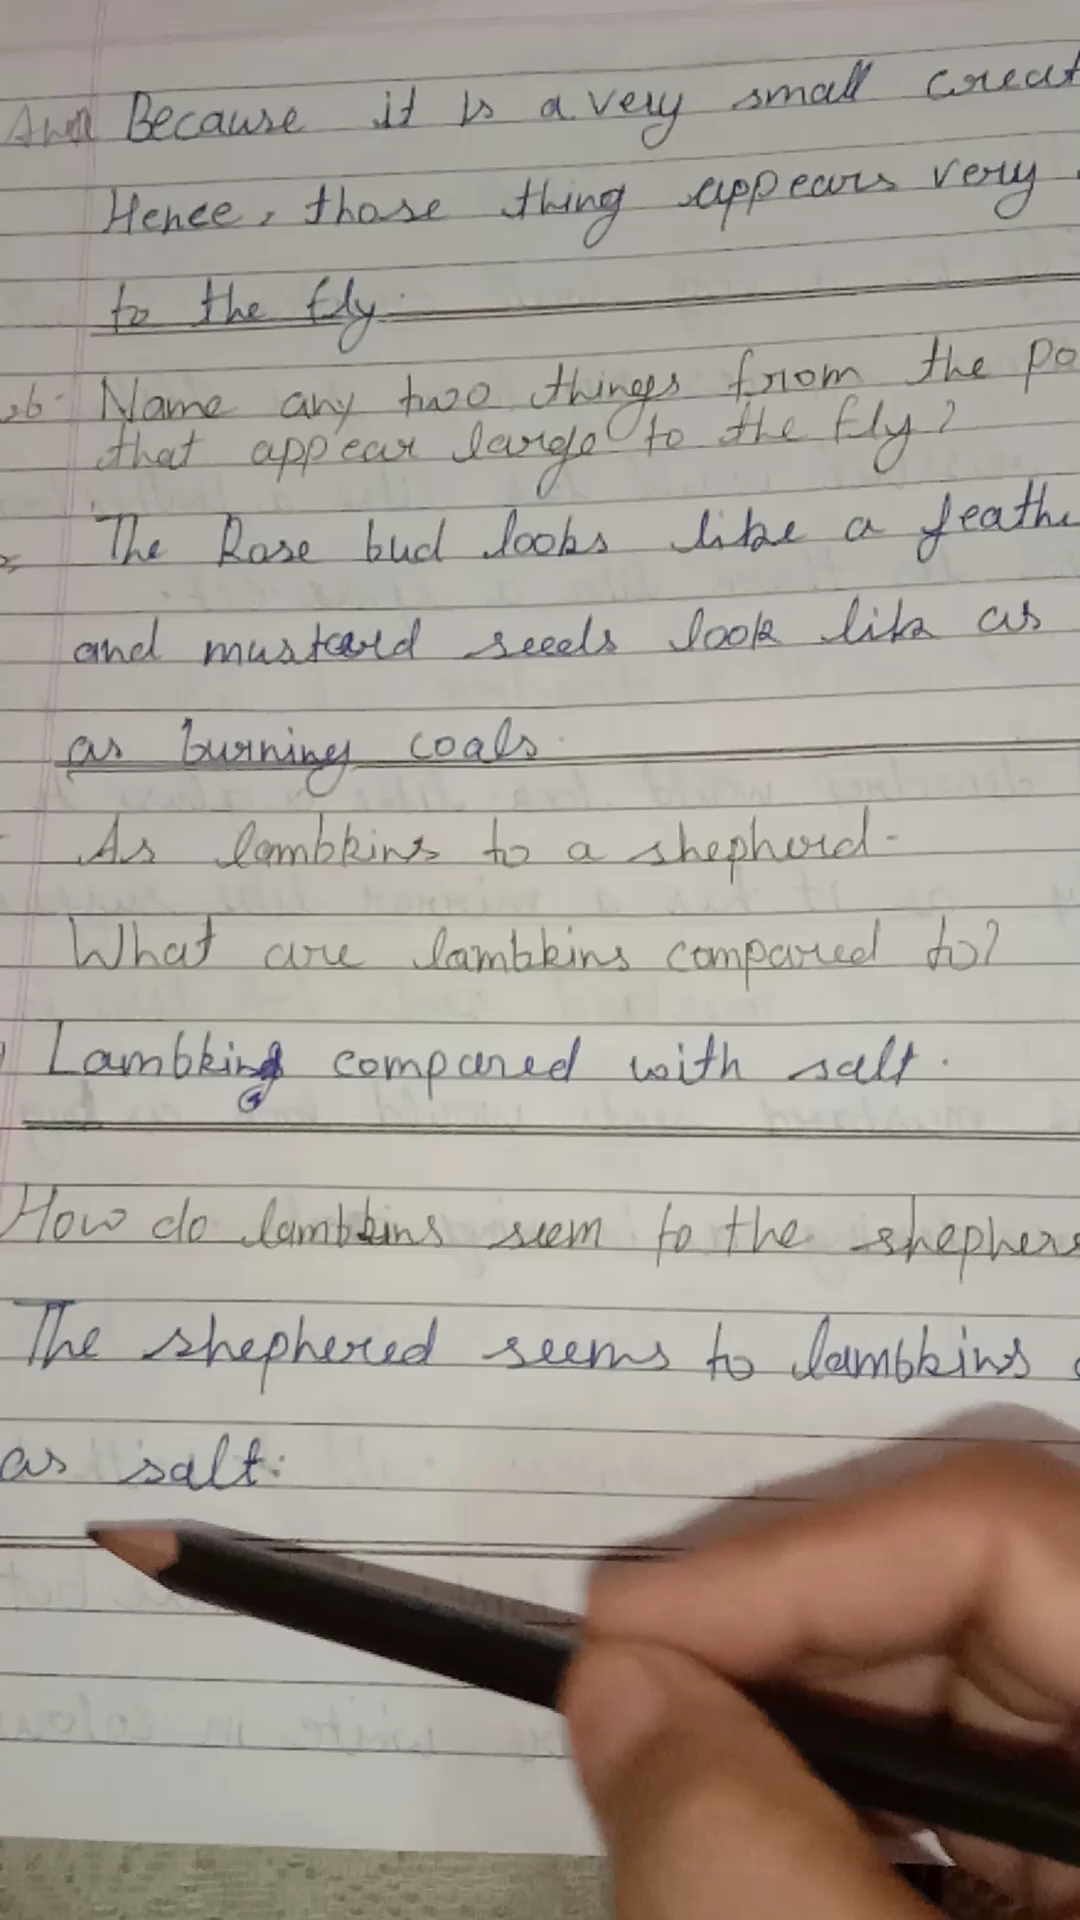 Ans Because it is a very small creat
Hence, those thing appears very
to the fly.
b. Name any two things from the po
that appear large to the fly?
The Rose bud looks like a feathe
and mustard seeds look like as
as burning coals.
As lambkins to a shepherd.
What are lambkins compared to?
Lambkins compared with salt.
How do lambkins seem to the shepher
The shephered seems to lambkins
as salt.